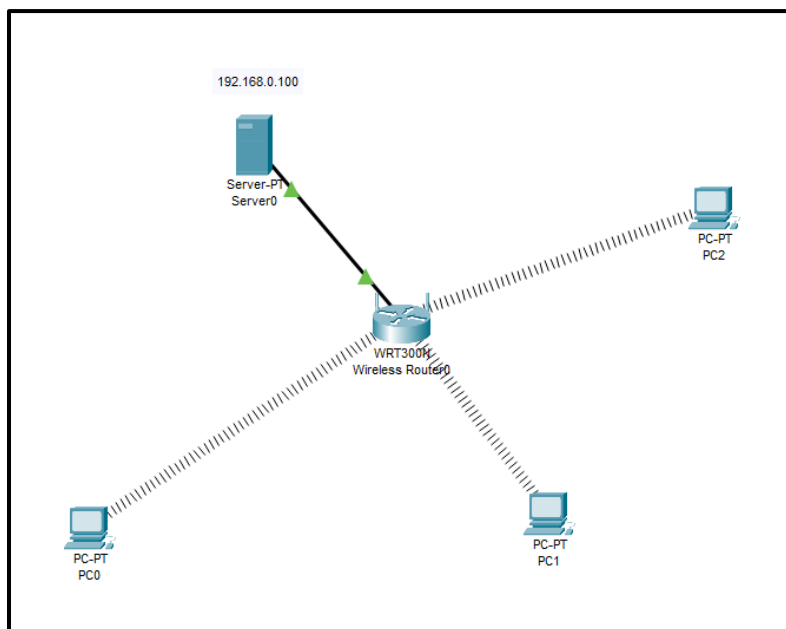 192.168.0.100
Server-PT
Server0
PC-PT
PC2
WRT300N
Wireless Router0
PC-PT
PC1
PC-PT
PC0